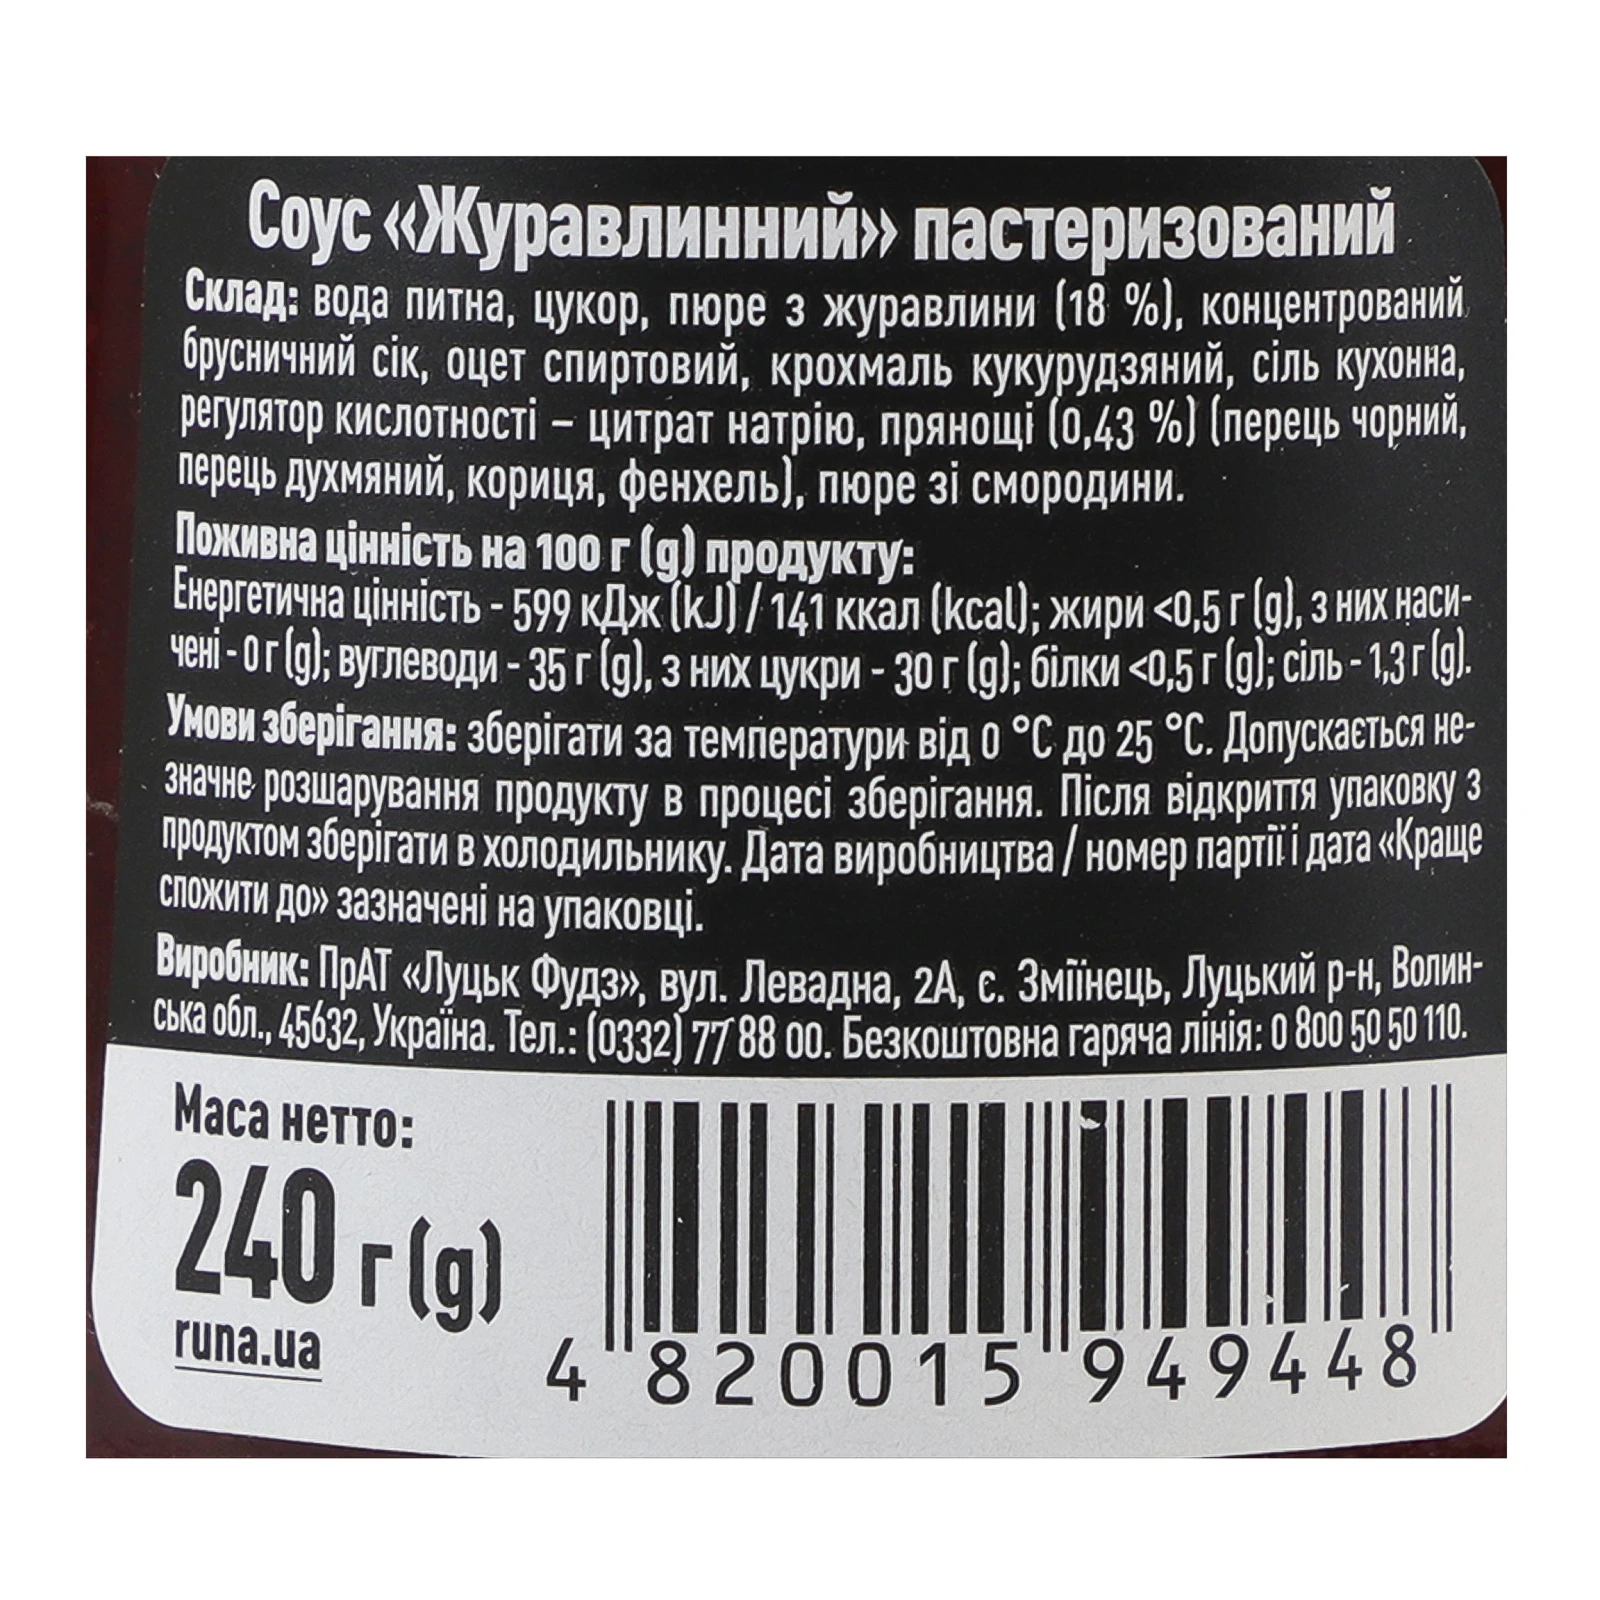 Соус «Журавлинний» пастеризований
Склад: вода питна, цукор, пюре з журавлини (18 %), концентрований
брусничний сік, оцет спиртовий, крохмаль кукурудзяний, сіль кухонна,
регулятор кислотності – цитрат натрію, прянощі (0,43 %) (перець чорний,
перець духмяний, кориця, фенхель), пюре зі смородини.
Поживна цінність на 100 г (g) продукту:
Енергетична цінність - 599 кДж (kJ) / 141 ккал (kcal); жири <0,5 г (g), з них наси-
чені - 0 г (g); вуглеводи - 35 г (g), з них цукри - 30 г (g); білки <0,5 г (g); сіль - 1,3 г (g).
Умови зберігання: зберігати за температури від 0 °C до 25 °C. Допускається не-
значне розшарування продукту в процесі зберігання. Після відкриття упаковку з
продуктом зберігати в холодильнику. Дата виробництва / номер партії і дата «Краще
спожити до» зазначені на упаковці.
Виробник: ПрАТ «Луцьк Фудз», вул. Левадна, 2А, с. Зміїнець, Луцький р-н, Волин-
ська обл., 45632, Україна. Тел.: (0332) 77 88 00. Безкоштовна гаряча лінія: 0 800 50 50 110.
Маса нетто:
240 г (g)
runa.ua
4 820015 949448